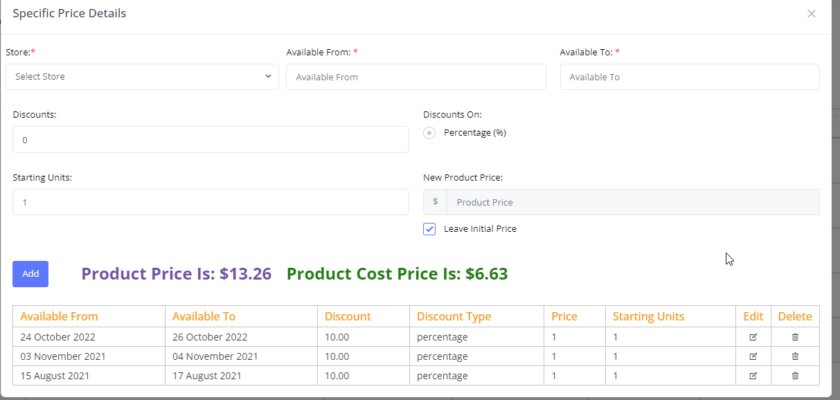 Specific Price Details ×
Store:* Available From: * Available To: *
Select Store Available From Available To
Discounts: Discounts On:
0 Percentage (%)
Starting Units: New Product Price:
1 $ Product Price
Leave Initial Price
Add Product Price Is: $13.26 Product Cost Price Is: $6.63
Available From Available To Discount Discount Type Price Starting Units Edit Delete
24 October 2022 26 October 2022 10.00 percentage 1 1
03 November 2021 04 November 2021 10.00 percentage 1 1
15 August 2021 17 August 2021 10.00 percentage 1 1